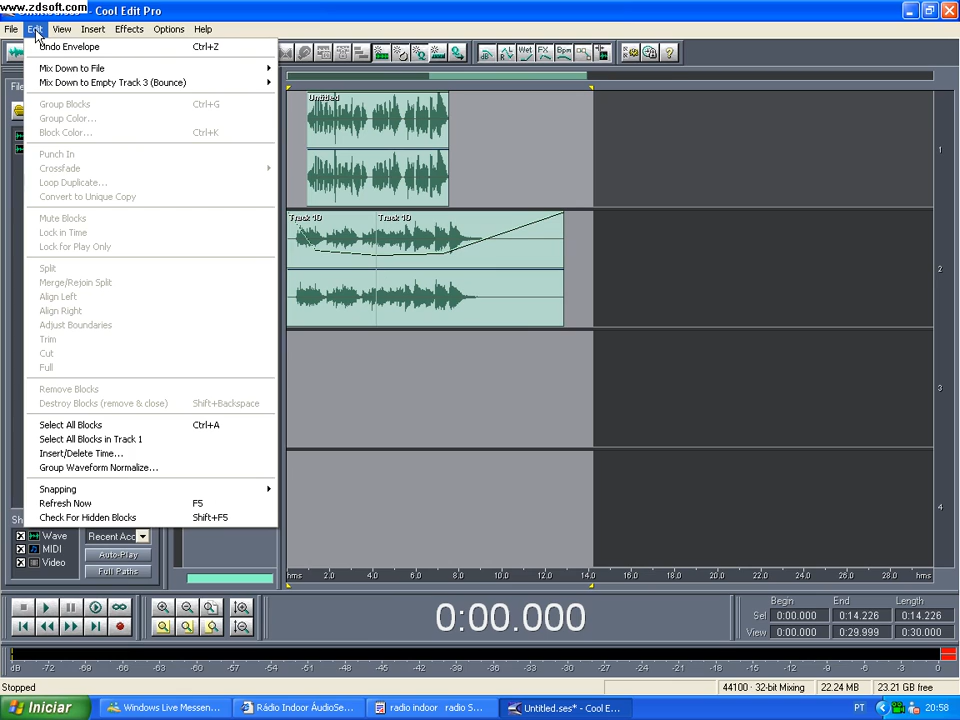 www.zdsoft.com
Cool Edit Pro
File Edit View Insert Effects Options Help
Undo Envelope Ctrl+Z
Mix Down to File
Mix Down to Empty Track 3 (Bounce)
Group Blocks Ctrl+G
Group Color...
Block Color... Ctrl+K
Punch In
Crossfade
Loop Duplicate...
Convert to Unique Copy
Mute Blocks
Lock in Time
Lock for Play Only
Split
Merge/Rejoin Split
Align Left
Align Right
Adjust Boundaries
Trim
Cut
Full
Remove Blocks
Destroy Blocks (remove & close) Shift+Backspace
Select All Blocks Ctrl+A
Select All Blocks in Track 1
Insert/Delete Time...
Group Waveform Normalize...
Snapping
Refresh Now F5
Check For Hidden Blocks Shift+F5
Wet FX Bpm
Untitled
1
Track 1D Track 1D
2
3
4
Wave Recent Acc
MIDI Auto-Play
Video Full Paths
hms 2.0 4.0 6.0 8.0 10.0 12.0 14.0 16.0 18.0 20.0 22.0 24.0 26.0 28.0 hms
0:00.000
Begin End Length
Sel 0:00.000 0:14.226 0:14.226
View 0:00.000 0:29.999 0:30.000
dB -72 -69 -66 -63 -60 -57 -54 -51 -48 -45 -42 -39 -36 -33 -30 -27 -24 -21 -18 -15 -12 -9 -6 -3 0
Stopped 44100 · 32-bit Mixing 22.24 MB 23.21 GB free
Iniciar Windows Live Messen... Rádio Indoor ÁudioSe... radio indoor radio S... Untitled.ses* - Cool E... PT 20:58